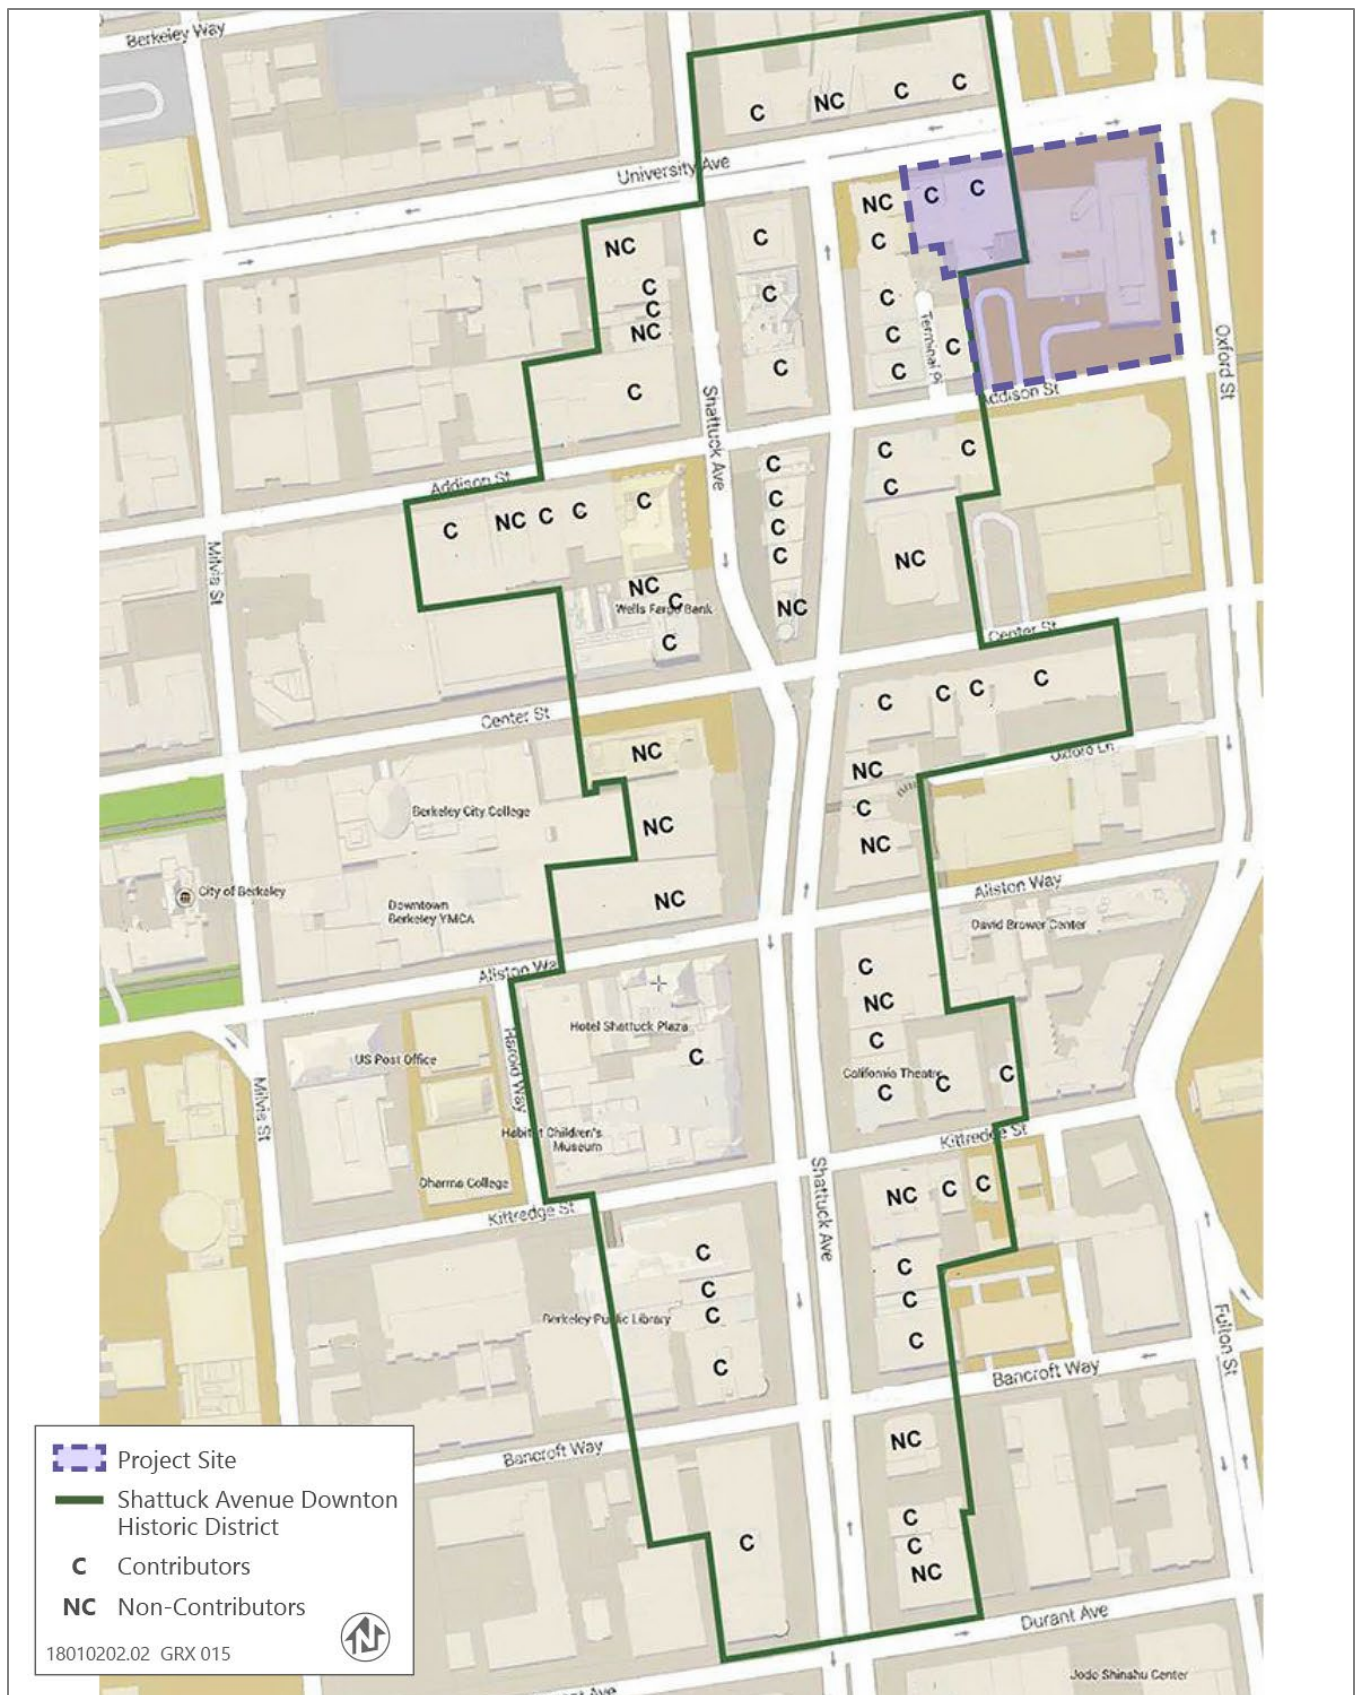 Berkeley Way
C
NC
C
C
University Ave
NC
C
C
C
C
NC
C
C
C
C
NC
C
C
C
C
Terminal Pl
C
C
C
C
Oxford St
Shattuck Ave
Addison St
Addison St
C
C
C
C
C
C
C
C
NC
C
C
C
NC
NC
C
Wells Fargo Bank
NC
C
Milvia St
Center St
Center St
C
C
C
C
NC
NC
Oxford Ln
C
NC
NC
NC
Berkeley City College
City of Berkeley
Downtown
Berkeley YMCA
Allston Way
David Brower Center
Allston Way
C
NC
Hotel Shattuck Plaza
C
C
US Post Office
California Theatre
C
C
C
Harold Way
Milvia St
Habitat Children's
Museum
Kittredge St
Dharma College
Kittredge St
Shattuck Ave
NC
C
C
C
C
C
C
C
C
Berkeley Public Library
C
C
Fulton St
Bancroft Way
Bancroft Way
NC
C
C
C
NC
Durant Ave
Jodo Shinshu Center
Project Site
Shattuck Avenue Downton
Historic District
C Contributors
NC Non-Contributors
18010202.02 GRX 015
N